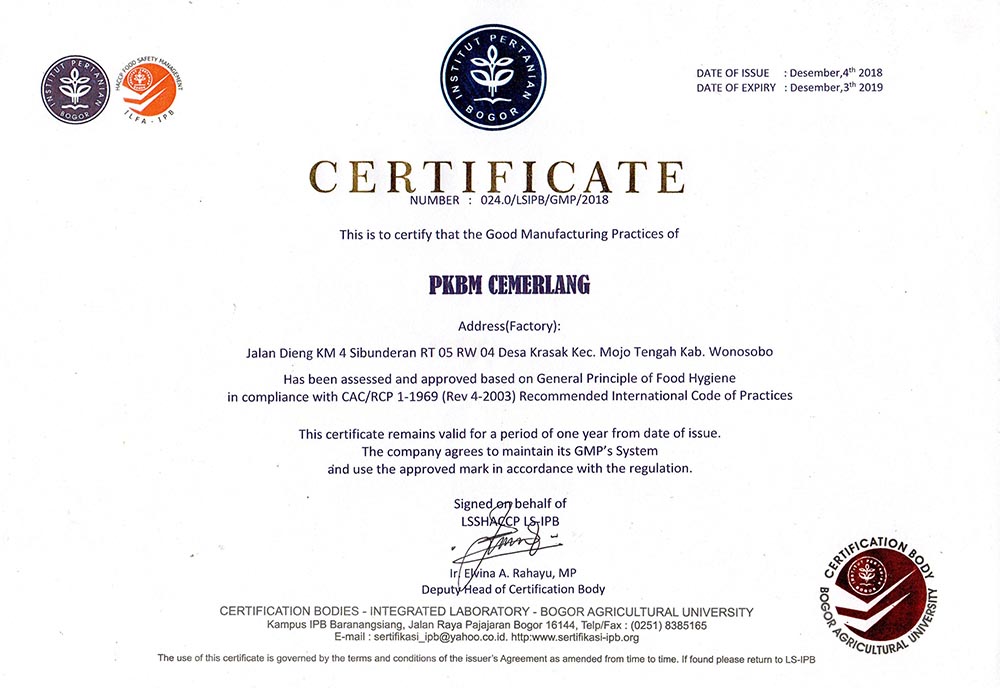 INSTITUT PERTANIAN
BOGOR
HACCP FOOD SAFETY MANAGEMENT
ILFA - IPB
INSTITUT PERTANIAN
BOGOR
DATE OF ISSUE : Desember,4th 2018
DATE OF EXPIRY : Desember,3th 2019
CERTIFICATE
NUMBER : 024.0/LSIPB/GMP/2018
This is to certify that the Good Manufacturing Practices of
PKBM CEMERLANG
Address(Factory):
Jalan Dieng KM 4 Sibunderan RT 05 RW 04 Desa Krasak Kec. Mojo Tengah Kab. Wonosobo
Has been assessed and approved based on General Principle of Food Hygiene
in compliance with CAC/RCP 1-1969 (Rev 4-2003) Recommended International Code of Practices
This certificate remains valid for a period of one year from date of issue.
The company agrees to maintain its GMP's System
and use the approved mark in accordance with the regulation.
Signed on behalf of
LSSHACCP LS-IPB
Ir. Elvina A. Rahayu, MP
Deputy Head of Certification Body
CERTIFICATION BODY
BOGOR AGRICULTURAL UNIVERSITY
CERTIFICATION BODIES - INTEGRATED LABORATORY - BOGOR AGRICULTURAL UNIVERSITY
Kampus IPB Baranangsiang, Jalan Raya Pajajaran Bogor 16144, Telp/Fax : (0251) 8385165
E-mail : sertifikasi_ipb@yahoo.co.id. http:www.sertifikasi-ipb.org
The use of this certificate is governed by the terms and conditions of the issuer's Agreement as amended from time to time. If found please return to LS-IPB